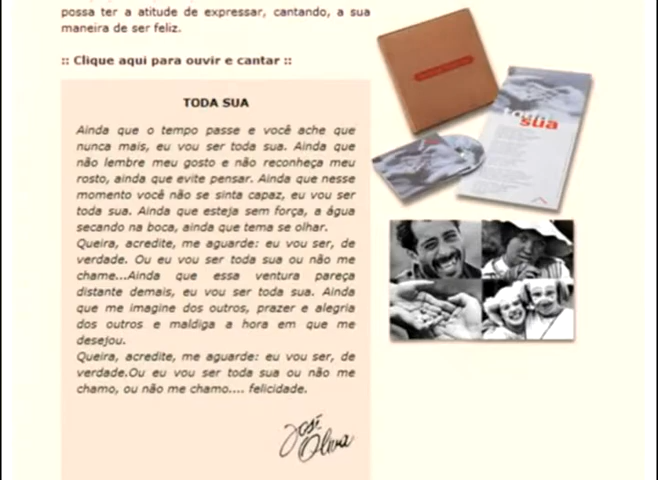 possa ter a atitude de expressar, cantando, a sua
maneira de ser feliz.
:: Clique aqui para ouvir e cantar ::
TODA SUA
Ainda que o tempo passe e você ache que
nunca mais, eu vou ser toda sua. Ainda que
não lembre meu gosto e não reconheça meu
rosto, ainda que evite pensar. Ainda que nesse
momento você não se sinta capaz, eu vou ser
toda sua. Ainda que esteja sem força, a água
secando na boca, ainda que tema se olhar.
Queira, acredite, me aguarde: eu vou ser, de
verdade. Ou eu vou ser toda sua ou não me
chame...Ainda que essa ventura pareça
distante demais, eu vou ser toda sua. Ainda
que me imagine dos outros, prazer e alegria
dos outros e maldiga a hora em que me
desejou.
Queira, acredite, me aguarde: eu vou ser, de
verdade.Ou eu vou ser toda sua ou não me
chamo, ou não me chamo.... felicidade.
José
Oliva
toda
sua